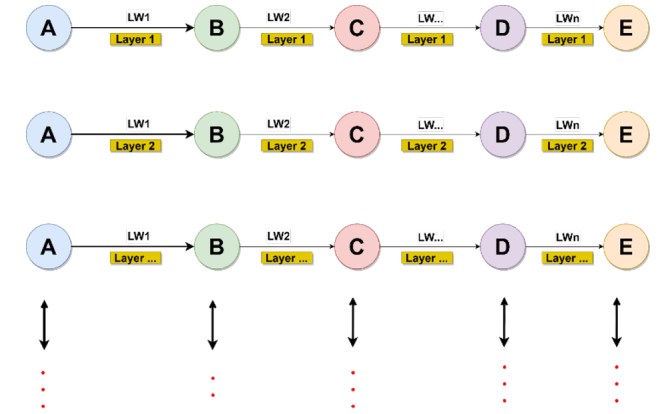 LW1 LW2 LW... LWn
A B C D E
Layer 1 Layer 1 Layer 1 Layer 1
LW1 LW2 LW... LWn
A B C D E
Layer 2 Layer 2 Layer 2 Layer 2
LW1 LW2 LW... LWn
A B C D E
Layer ... Layer ... Layer ... Layer ...